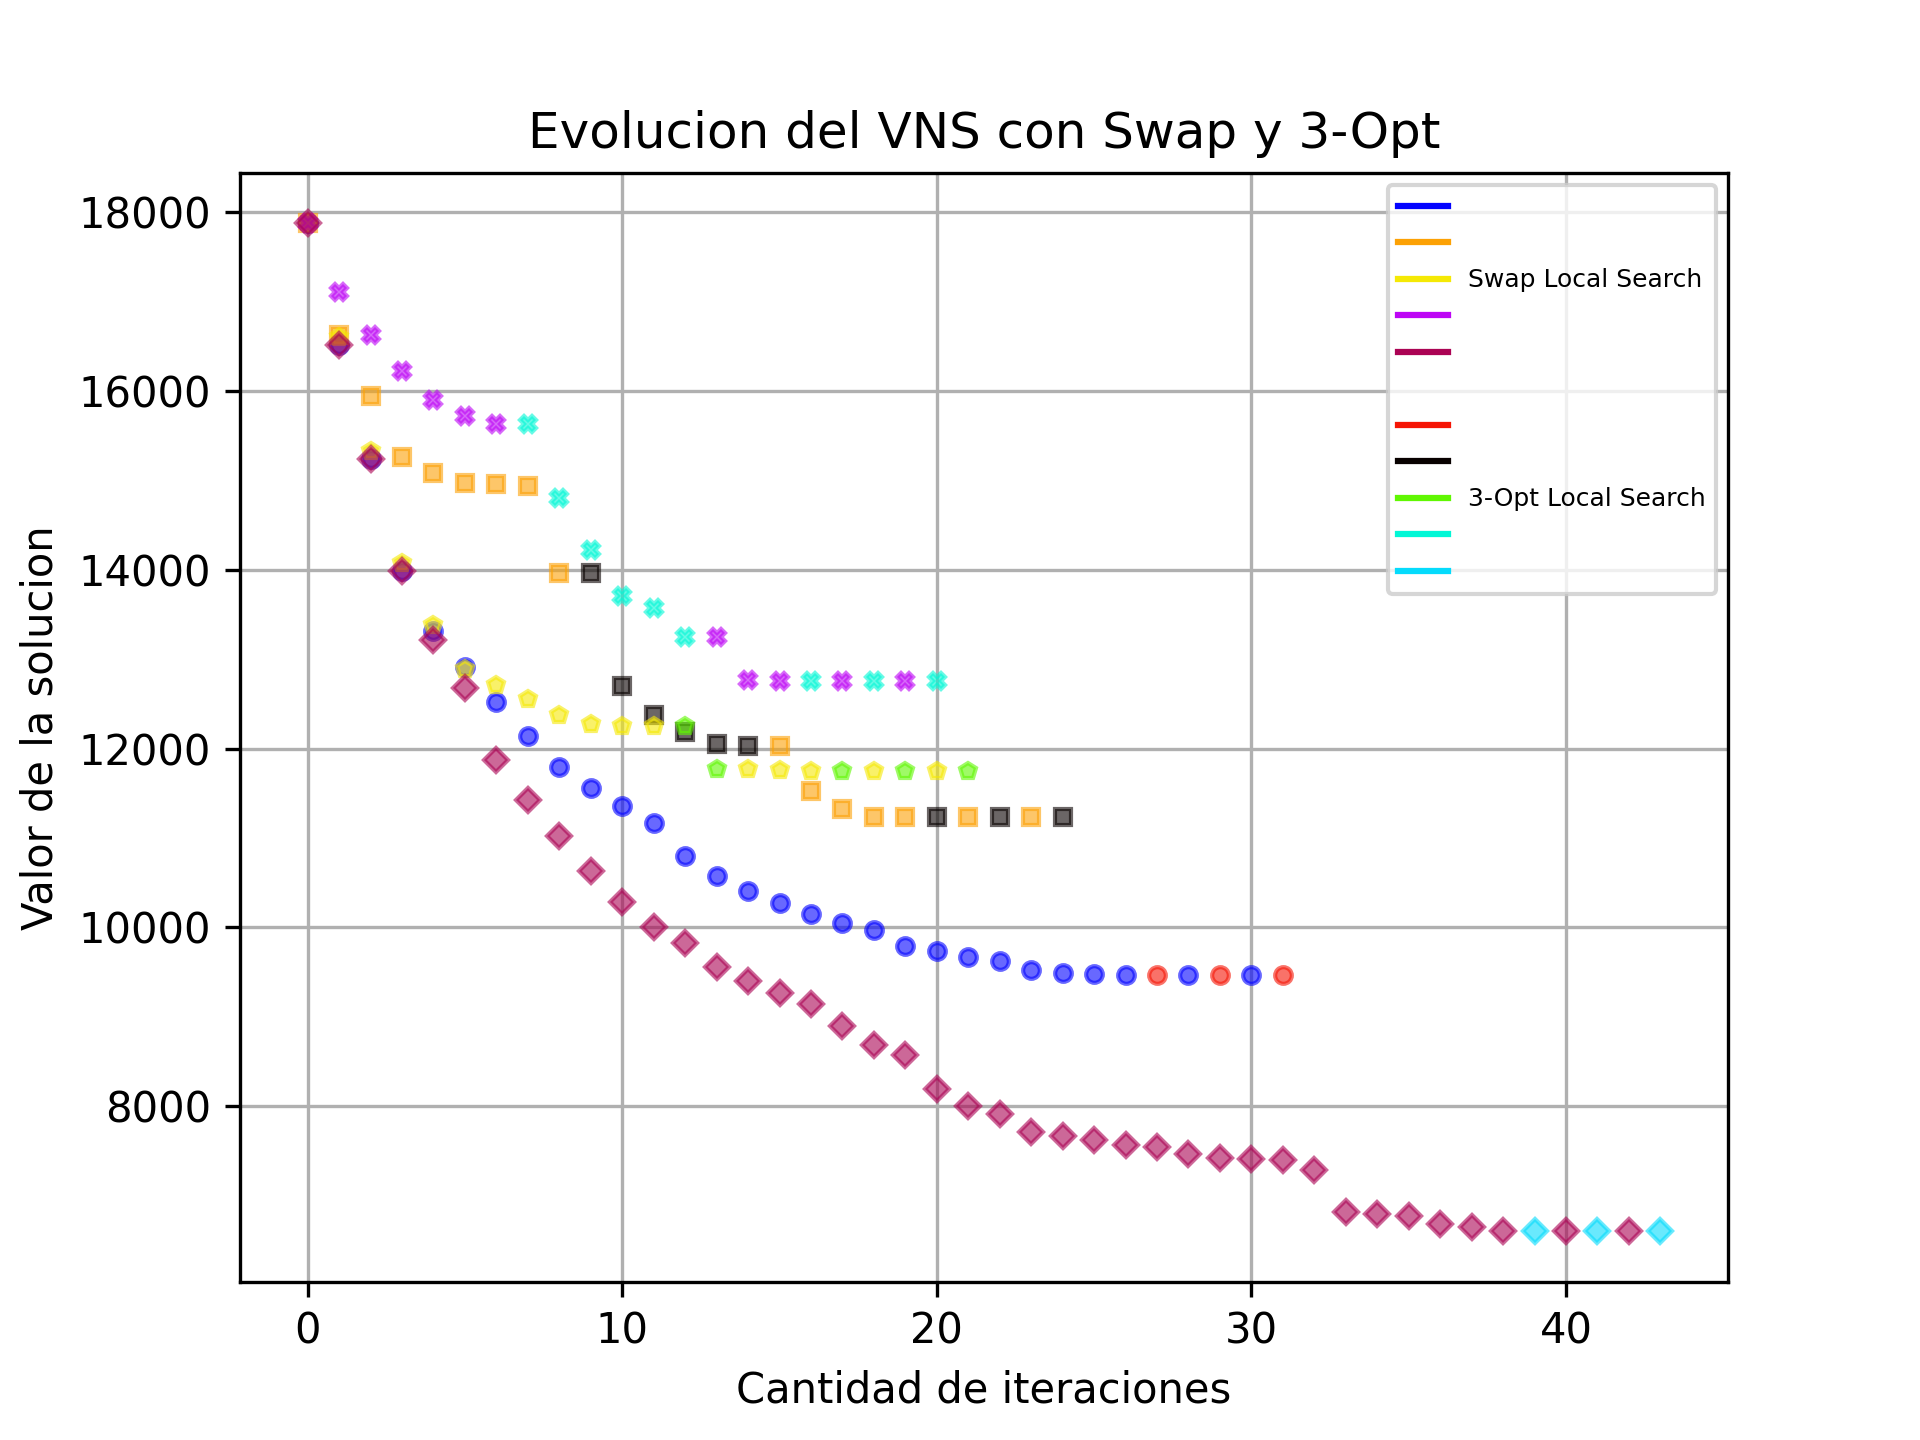 Evolucion del VNS con Swap y 3-Opt
18000
16000
14000
12000
10000
8000
Valor de la solucion
Swap Local Search
3-Opt Local Search
0 10 20 30 40
Cantidad de iteraciones